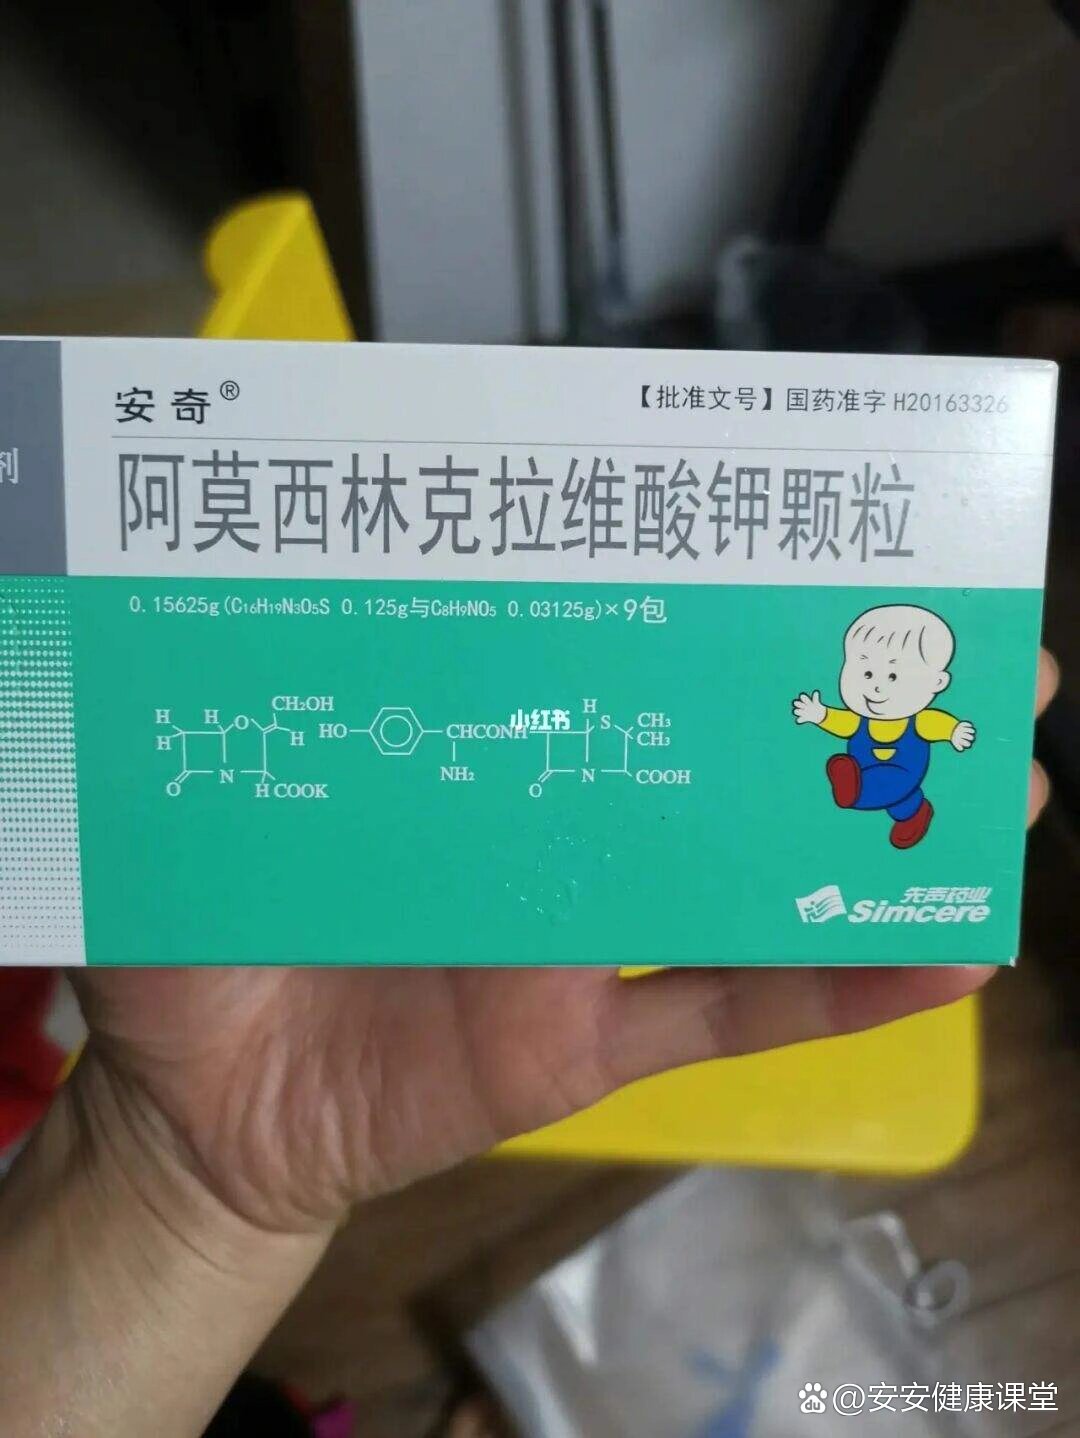 安奇®
【批准文号】国药准字 H20163326
剂
阿莫西林克拉维酸钾颗粒
0.15625g(C₁₆H₁₉N₃O₅S 0.125g与C₈H₉NO₅ 0.03125g)×9包
CH₂OH
H
H
H
O
H
N
O
H COOK
HO
CHCONH
NH₂
小红书
H
S
CH₃
CH₃
N
O
COOH
先声药业
Simcere
@安安健康课堂